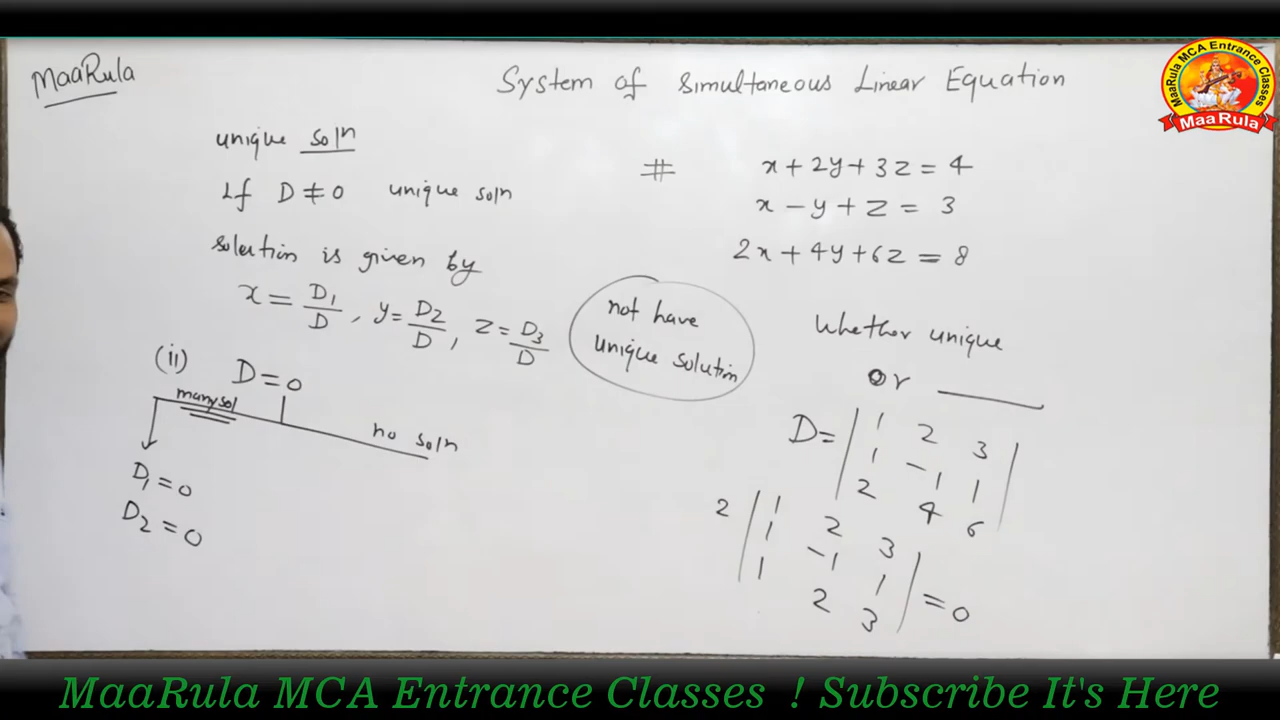 MaaRula
System of Simultaneous Linear Equation
MaaRula MCA Entrance Classes
MaaRula
unique soln
If D ≠ 0 unique soln
solution is given by
x = D1/D , y = D2/D , z = D3/D
(ii) D = 0
many sol
no soln
D1 = 0
D2 = 0
not have
unique solution
# x + 2y + 3z = 4
x - y + z = 3
2x + 4y + 6z = 8
Whether unique
or
D = | 1 2 3
1 -1 1
2 4 6 |
2 | 1 2 3
1 -1 1
1 2 3 | = 0
MaaRula MCA Entrance Classes ! Subscribe It's Here